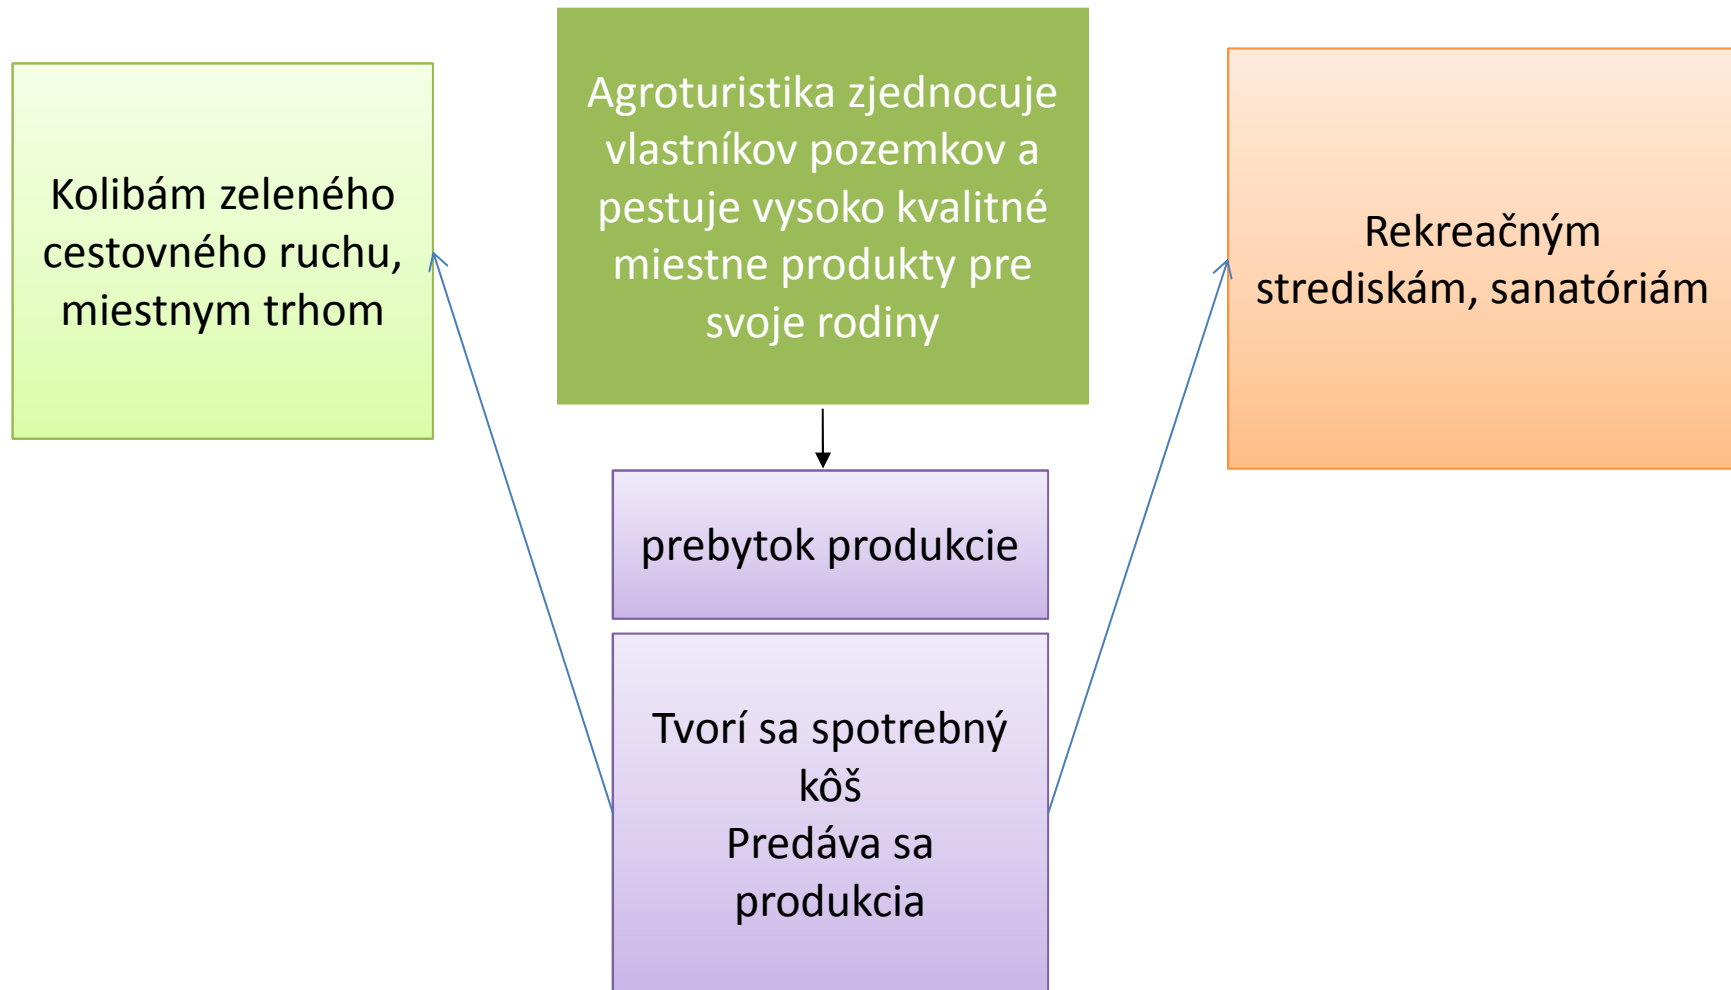 Kolibám zeleného
cestovného ruchu,
miestnym trhom
Agroturistika zjednocuje
vlastníkov pozemkov a
pestuje vysoko kvalitné
miestne produkty pre
svoje rodiny
Rekreačným
strediskám, sanatóriám
prebytok produkcie
Tvorí sa spotrebný
kôš
Predáva sa
produkcia